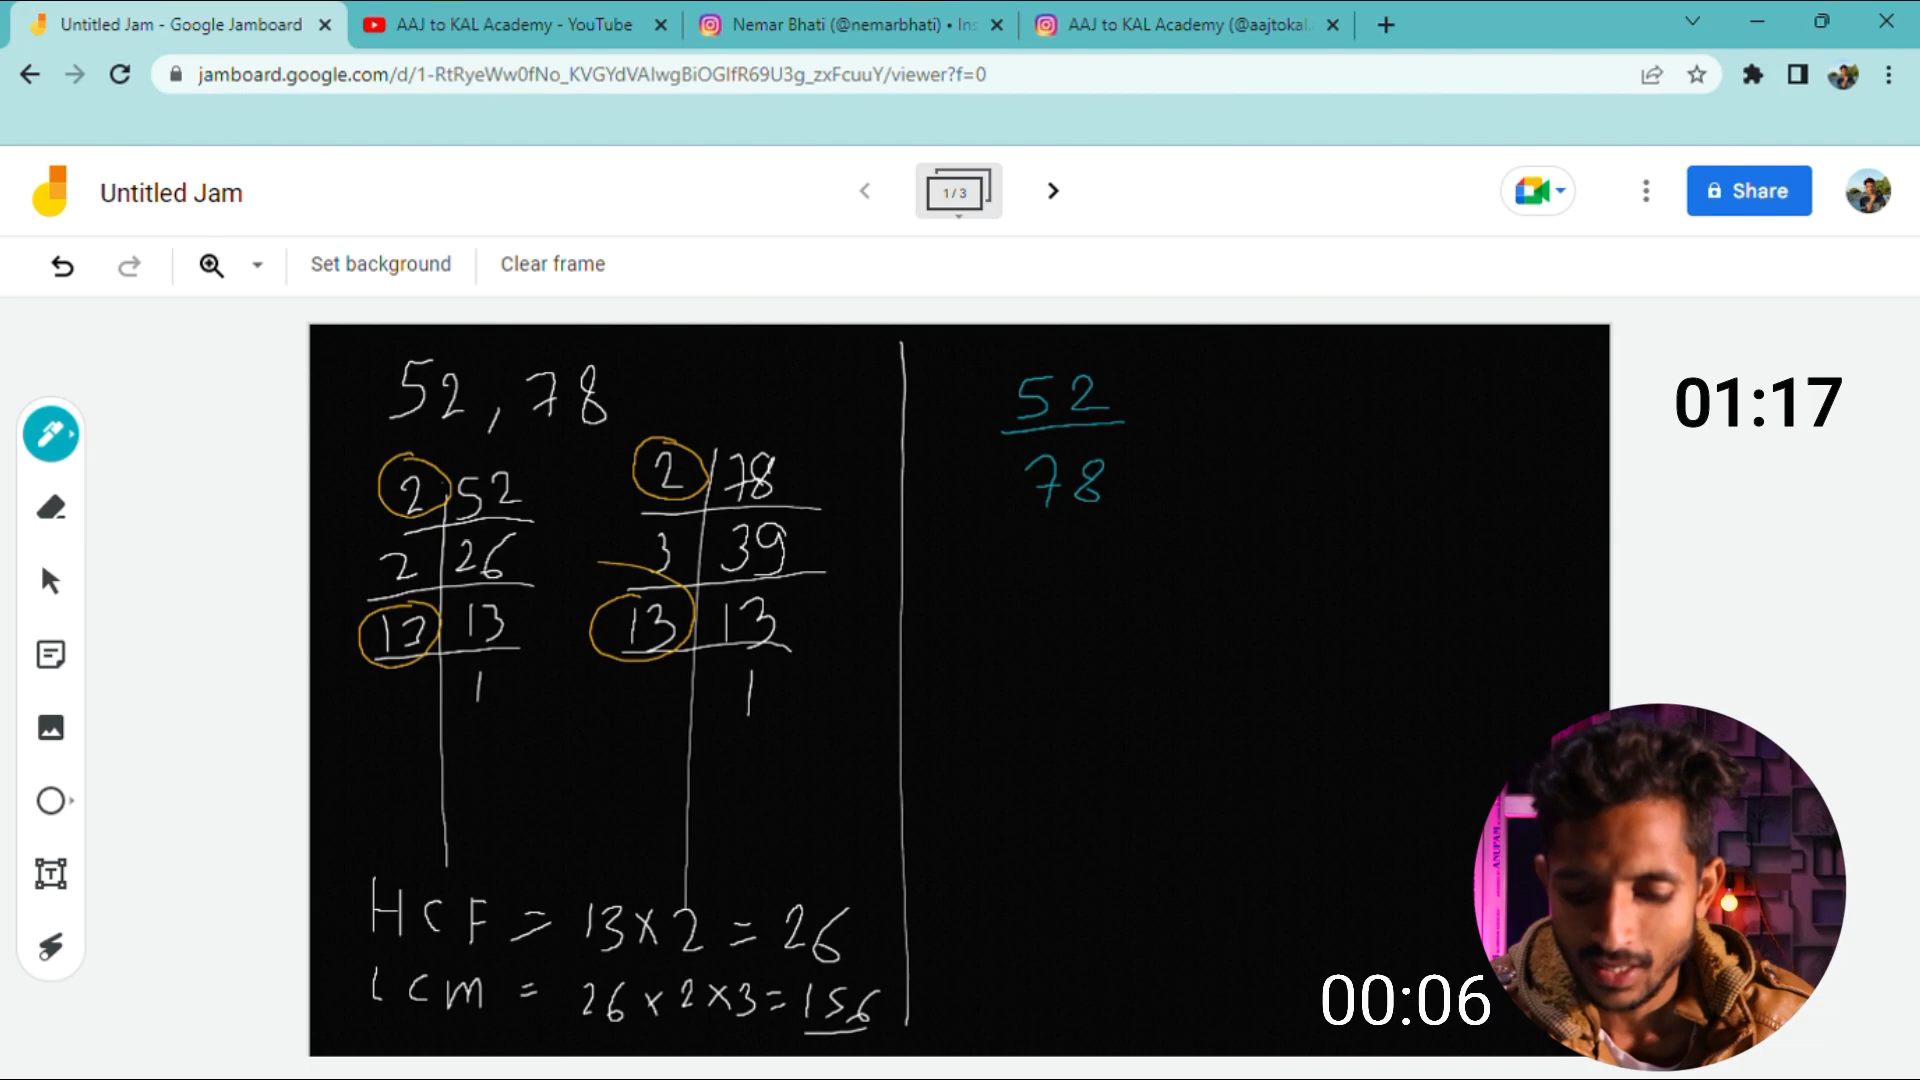 Untitled Jam - Google Jamboard
AAJ to KAL Academy - YouTube
Nemar Bhati (@nemarbhati) • Ins
AAJ to KAL Academy (@aajtokal.
jamboard.google.com/d/1-RtRyeWw0fNo_KVGYdVAlwgBiOGlfR69U3g_zxFcuuY/viewer?f=0
Untitled Jam
1 / 3
Share
Set background
Clear frame
52, 78
2 52
2 26
13 13
1
2 78
3 39
13 13
1
HCF = 13 × 2 = 26
LCM = 26 × 2 × 3 = 156
52
78
01:17
00:06
ANUPAM